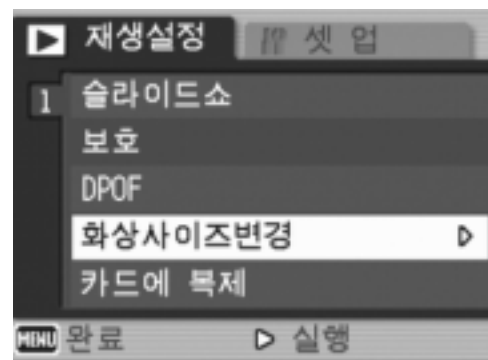 재생설정 셋 업
1 슬라이드쇼
보호
DPOF
화상사이즈변경
카드에 복제
MENU 완료 실행